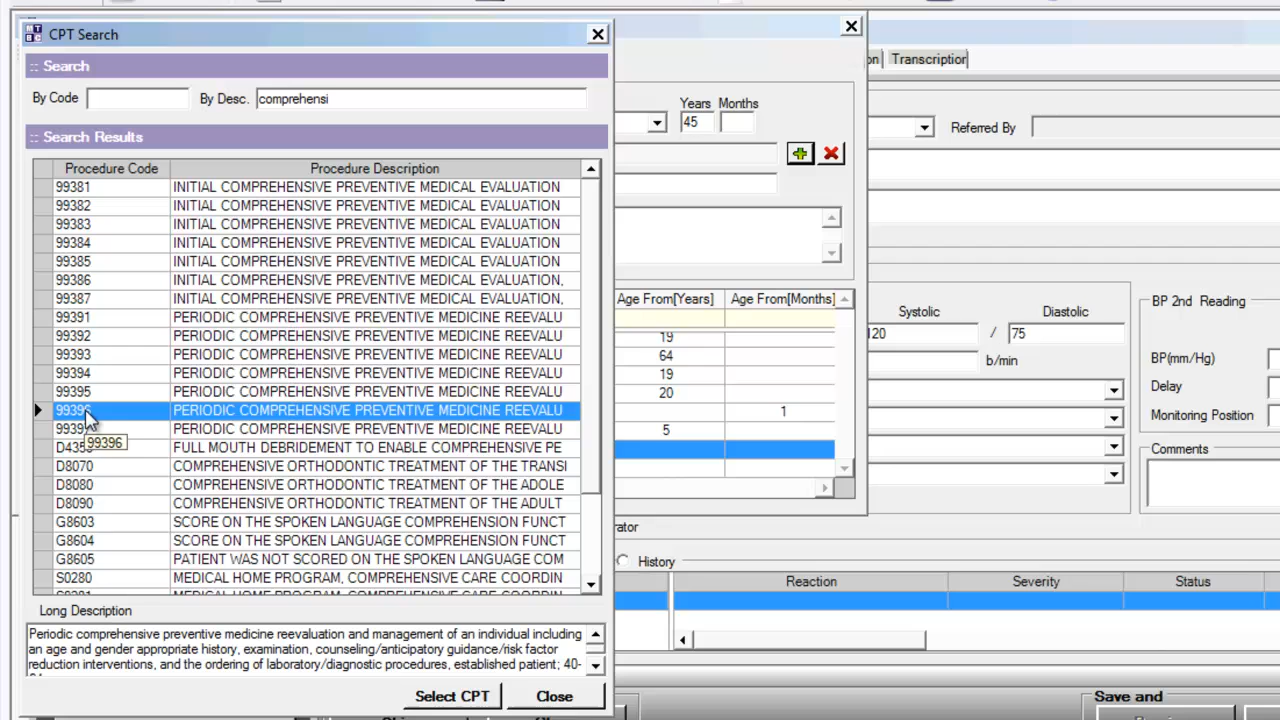 CPT Search
:: Search
By Code
By Desc. comprehensi
:: Search Results
Procedure Code Procedure Description
99381 INITIAL COMPREHENSIVE PREVENTIVE MEDICAL EVALUATION
99382 INITIAL COMPREHENSIVE PREVENTIVE MEDICAL EVALUATION
99383 INITIAL COMPREHENSIVE PREVENTIVE MEDICAL EVALUATION
99384 INITIAL COMPREHENSIVE PREVENTIVE MEDICAL EVALUATION
99385 INITIAL COMPREHENSIVE PREVENTIVE MEDICAL EVALUATION
99386 INITIAL COMPREHENSIVE PREVENTIVE MEDICAL EVALUATION,
99387 INITIAL COMPREHENSIVE PREVENTIVE MEDICAL EVALUATION,
99391 PERIODIC COMPREHENSIVE PREVENTIVE MEDICINE REEVALU
99392 PERIODIC COMPREHENSIVE PREVENTIVE MEDICINE REEVALU
99393 PERIODIC COMPREHENSIVE PREVENTIVE MEDICINE REEVALU
99394 PERIODIC COMPREHENSIVE PREVENTIVE MEDICINE REEVALU
99395 PERIODIC COMPREHENSIVE PREVENTIVE MEDICINE REEVALU
99396 PERIODIC COMPREHENSIVE PREVENTIVE MEDICINE REEVALU
PERIODIC COMPREHENSIVE PREVENTIVE MEDICINE REEVALU
99396
FULL MOUTH DEBRIDEMENT TO ENABLE COMPREHENSIVE PE
D8070 COMPREHENSIVE ORTHODONTIC TREATMENT OF THE TRANSI
D8080 COMPREHENSIVE ORTHODONTIC TREATMENT OF THE ADOLE
D8090 COMPREHENSIVE ORTHODONTIC TREATMENT OF THE ADULT
G8603 SCORE ON THE SPOKEN LANGUAGE COMPREHENSION FUNCT
G8604 SCORE ON THE SPOKEN LANGUAGE COMPREHENSION FUNCT
G8605 PATIENT WAS NOT SCORED ON THE SPOKEN LANGUAGE COM
S0280 MEDICAL HOME PROGRAM, COMPREHENSIVE CARE COORDIN
Long Description
Periodic comprehensive preventive medicine reevaluation and management of an individual including
an age and gender appropriate history, examination, counseling/anticipatory guidance/risk factor
reduction interventions, and the ordering of laboratory/diagnostic procedures, established patient; 40-
Select CPT Close
Years Months
45
Age From[Years] Age From[Months]
19
64
19
20
1
5
on Transcription
Referred By
Systolic Diastolic
120 / 75
b/min
BP 2nd Reading
BP(mm/Hg)
Delay
Monitoring Position
Comments
rator
History
Reaction Severity Status
Save and